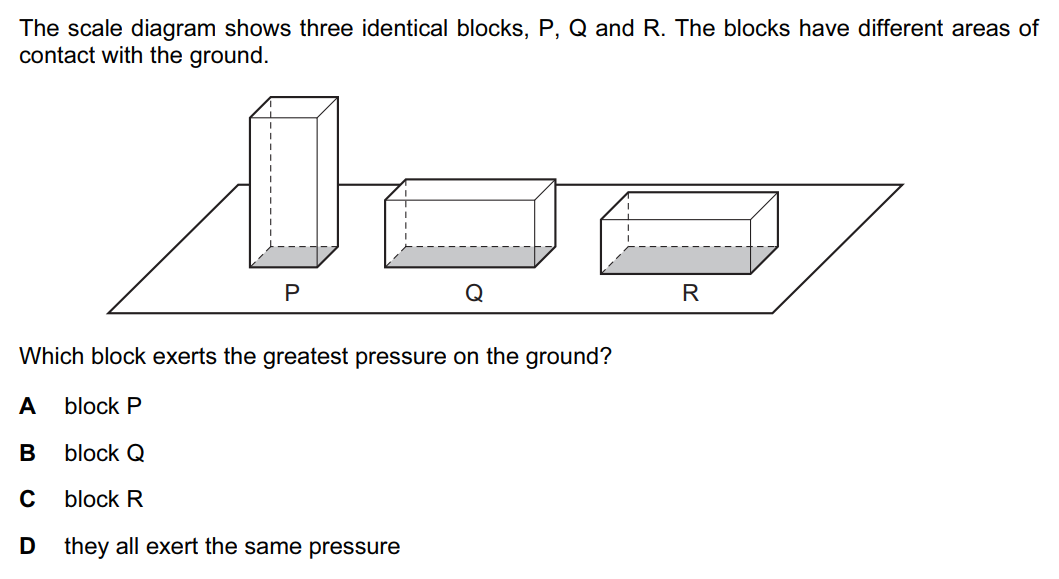 The scale diagram shows three identical blocks, P, Q and R. The blocks have different areas of
contact with the ground.
P
Q
R
Which block exerts the greatest pressure on the ground?
A block P
B block Q
C block R
D they all exert the same pressure